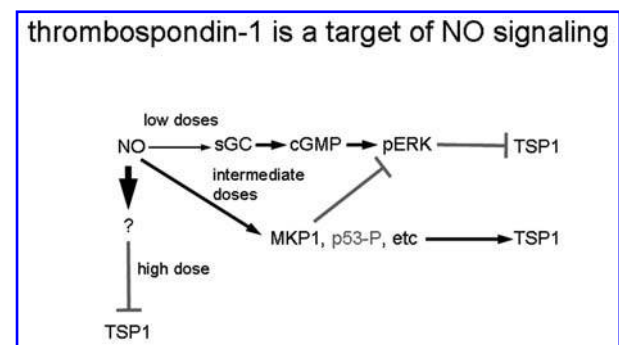 thrombospondin-1 is a target of NO signaling
low doses
NO sGC cGMP pERK TSP1
intermediate
doses
?
MKP1, p53-P, etc TSP1
high dose
TSP1